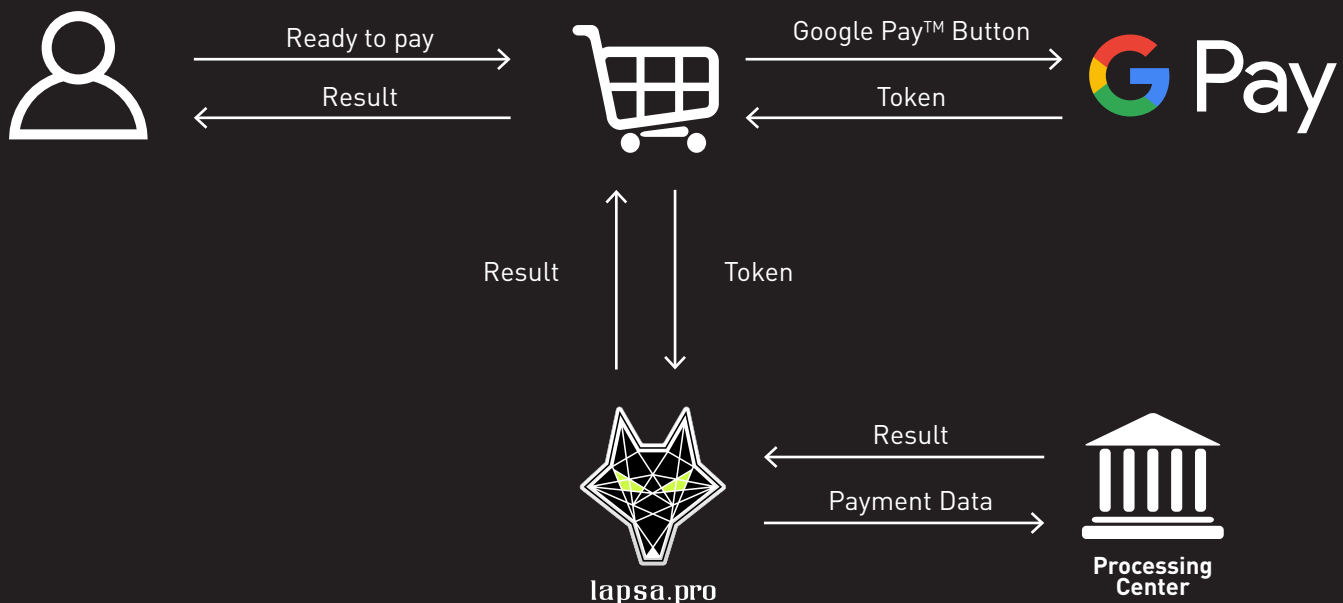 Ready to pay
Google Pay™ Button
G Pay
Result
Token
Result
Token
Result
Payment Data
Processing
Center
lapsa.pro